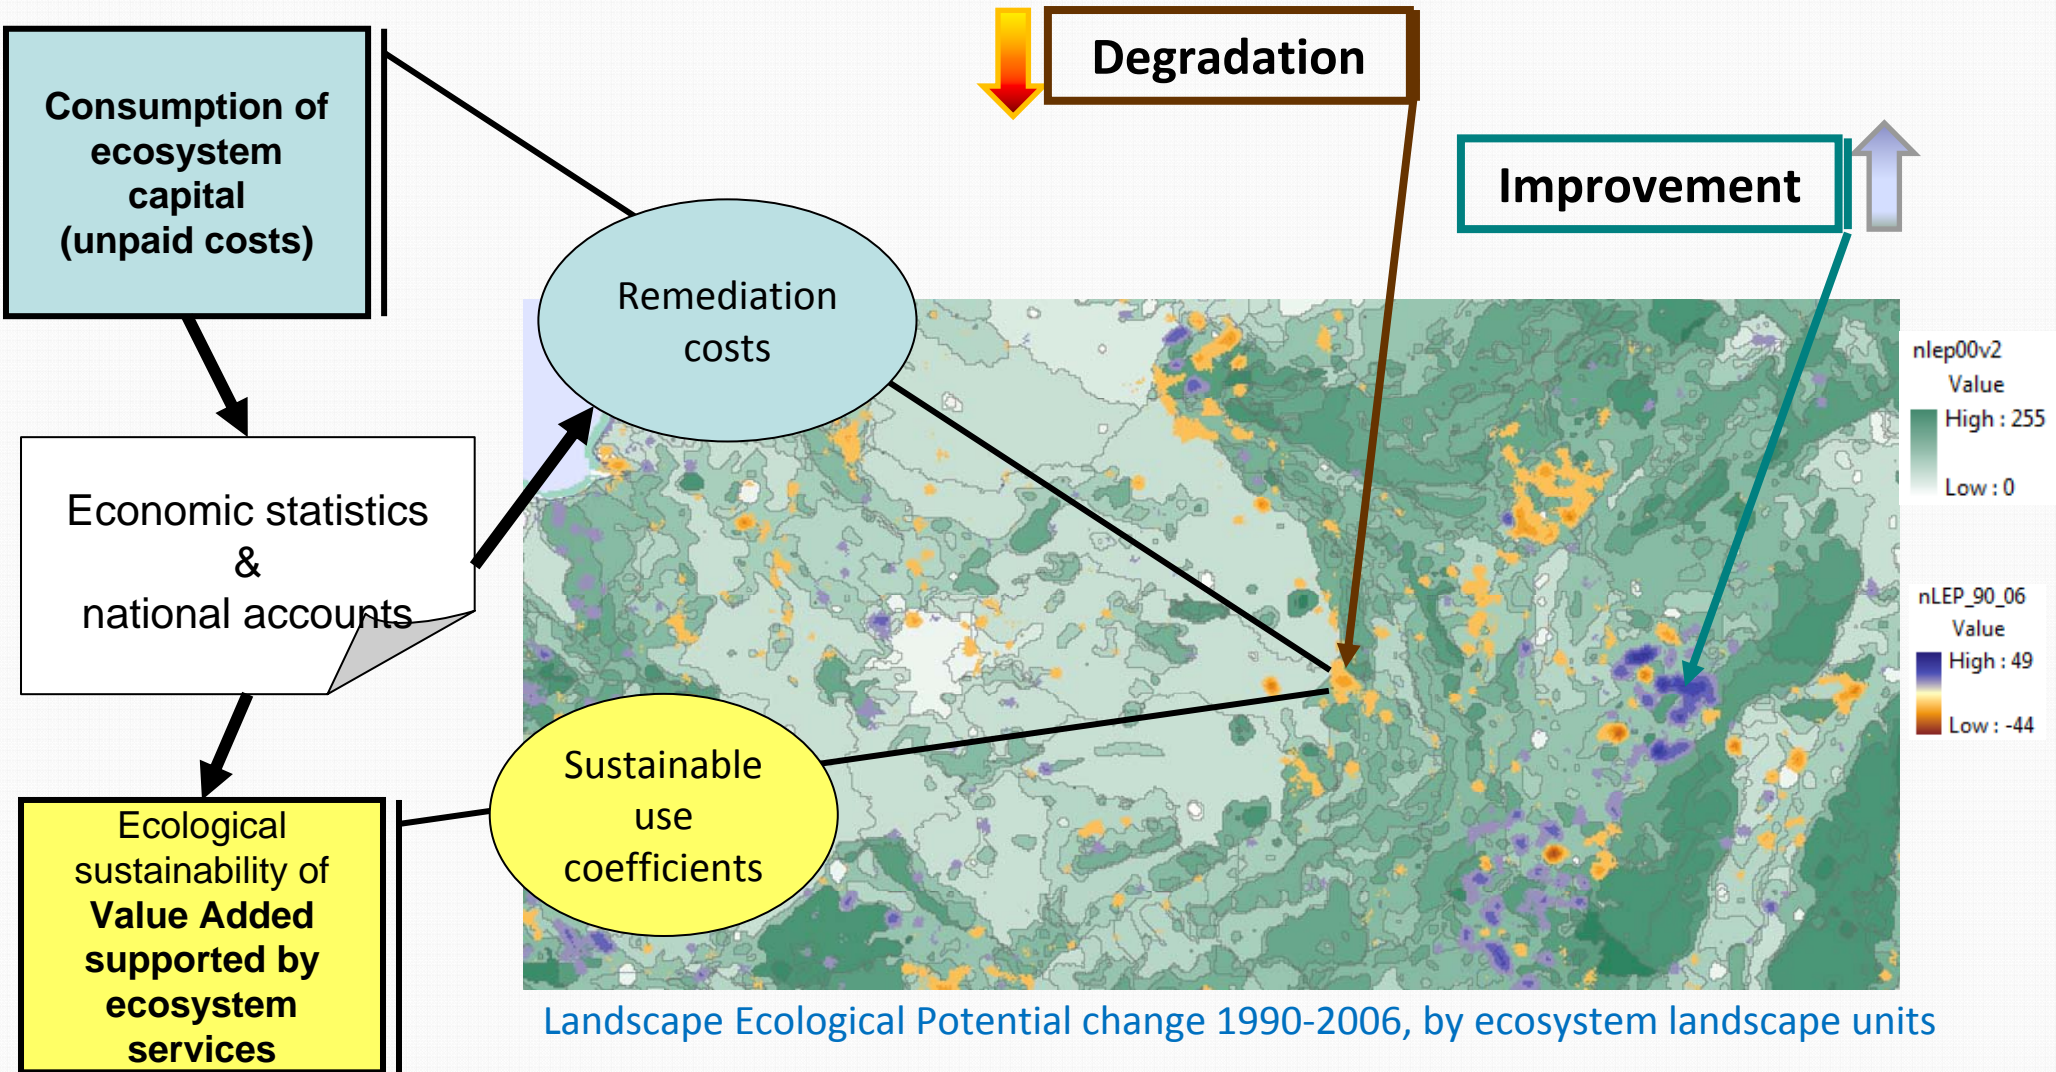 Consumption of
ecosystem
capital
(unpaid costs)
Degradation
Improvement
Remediation
costs
Economic statistics
&
national accounts
Sustainable
use
coefficients
Ecological
sustainability of
Value Added
supported by
ecosystem
services
nlep00v2
Value
High : 255
Low : 0
nLEP_90_06
Value
High : 49
Low : -44
Landscape Ecological Potential change 1990-2006, by ecosystem landscape units